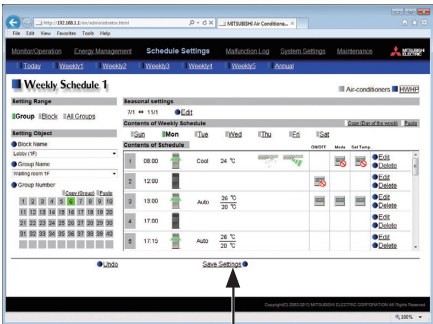 http://192.168.1.1/en/administrator.html
MITSUBISHI Air Conditione... ×
File Edit View Favorites Tools Help
Monitor/Operation Energy Management Schedule Settings Malfunction Log System Settings Maintenance MITSUBISHI ELECTRIC
Today Weekly1 Weekly2 Weekly3 Weekly4 Weekly5 Annual
Weekly Schedule 1
Air-conditioners HWHP
Setting Range
Group Block All Groups
Setting Object
Block Name
Lobby (1F)
Group Name
Waiting room 1F
Group Number
Copy (Group) Paste
1 2 3 4 5 6 7 8 9 10
11 12 13 14 15 16 17 18 19 20
21 22 23 24 25 26 27 28 29 30
31 32 33 34 35 36 37 38 39 40
Seasonal settings
7/1 ⇔ 11/1 Edit
Contents of Weekly Schedule Copy (Day of the week) Paste
Sun Mon Tue Wed Thu Fri Sat
Contents of Schedule ON/OFF Mode Set Temp.
1 08:00 Cool 24 °C Edit
Delete
2 12:00 Edit
Delete
3 13:00 Auto 26 °C Edit
20 °C Delete
4 17:00 Edit
Delete
5 17:15 Auto 28 °C Edit
20 °C Delete
Undo Save Settings
Copyright(C) 2003-2013 MITSUBISHI ELECTRIC CORPORATION All Rights Reserved
100%